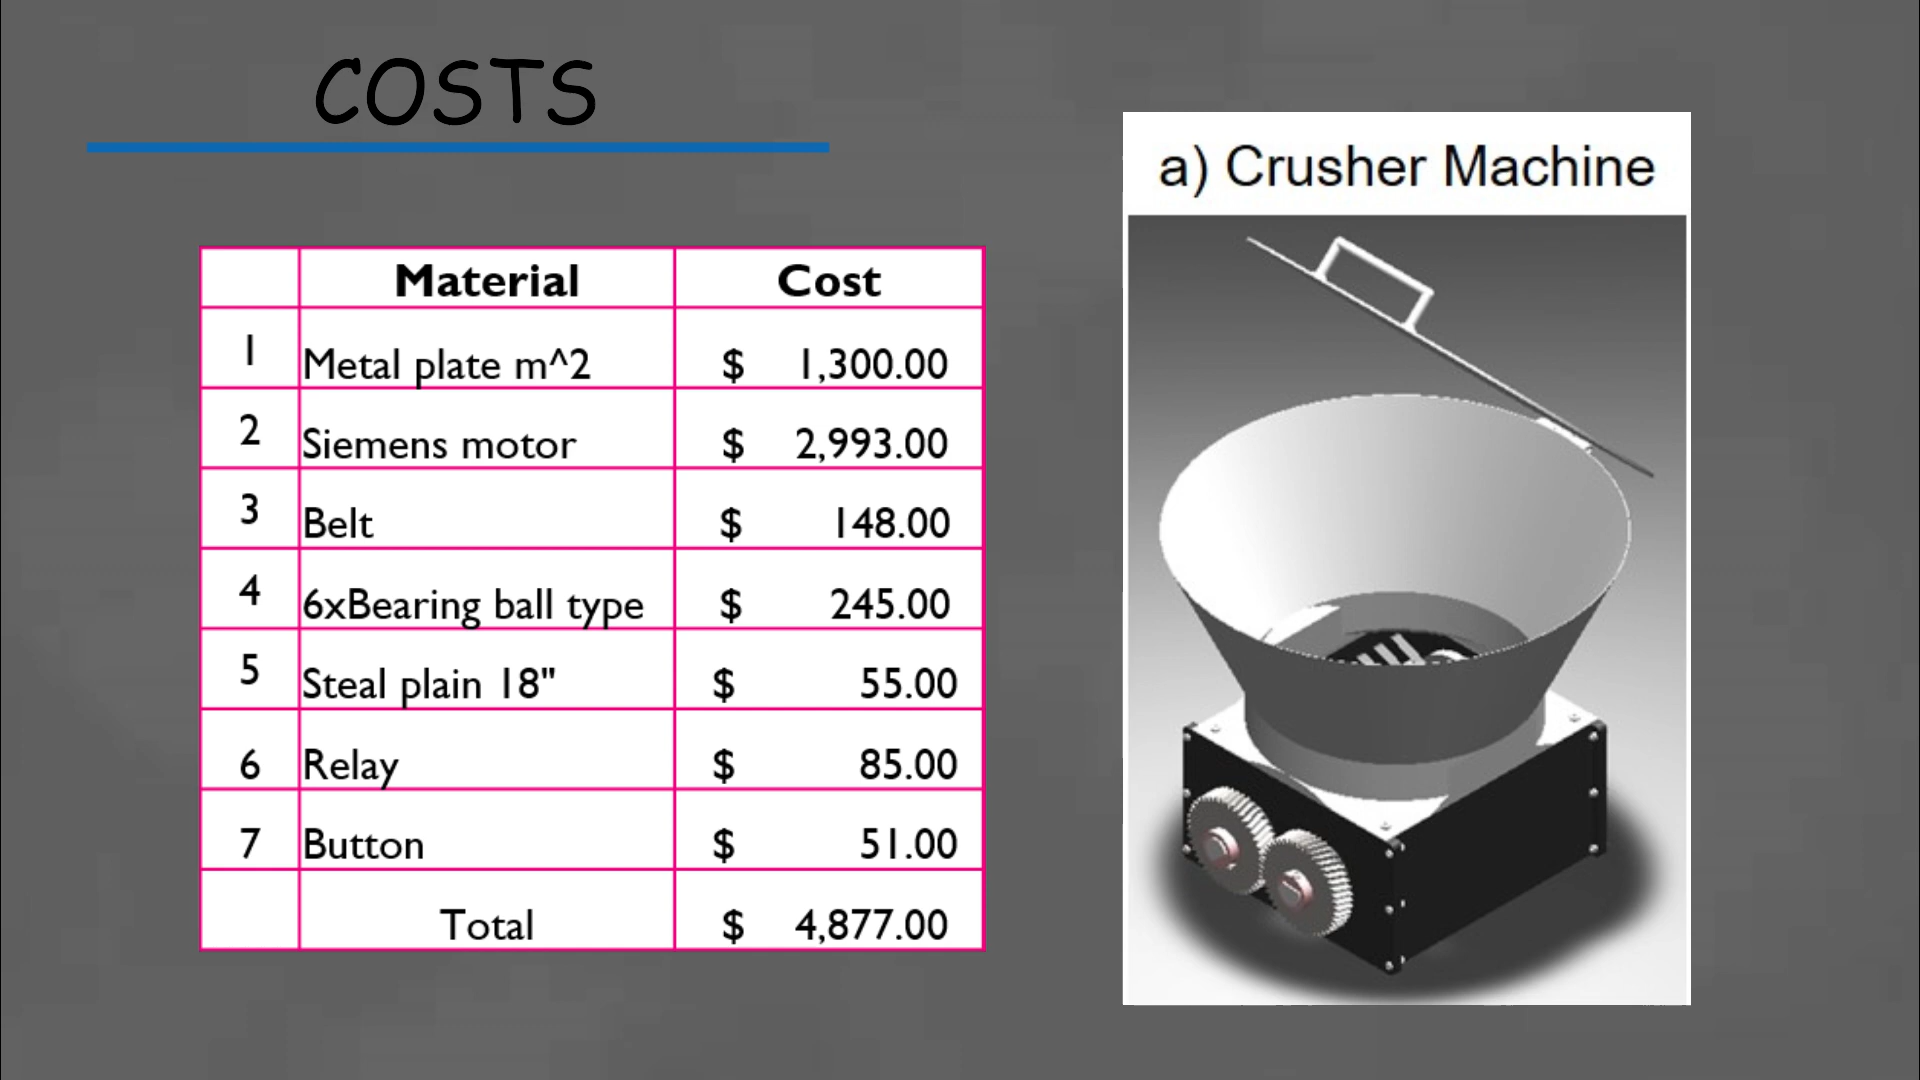 COSTS
a) Crusher Machine
Material Cost
1 Metal plate m^2 $ 1,300.00
2 Siemens motor $ 2,993.00
3 Belt $ 148.00
4 6xBearing ball type $ 245.00
5 Steal plain 18" $ 55.00
6 Relay $ 85.00
7 Button $ 51.00
Total $ 4,877.00